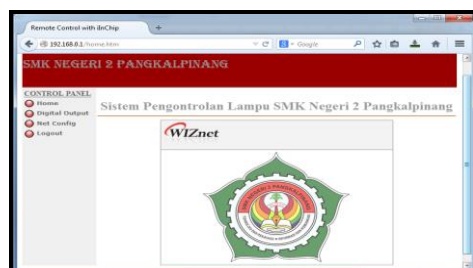 Remote Control with iinChip
192.168.0.1/home.htm
Google
SMK NEGERI 2 PANGKALPINANG
CONTROL PANEL
Home
Digital Output
Net Config
Logout
Sistem Pengontrolan Lampu SMK Negeri 2 Pangkalpinang
WIZnet